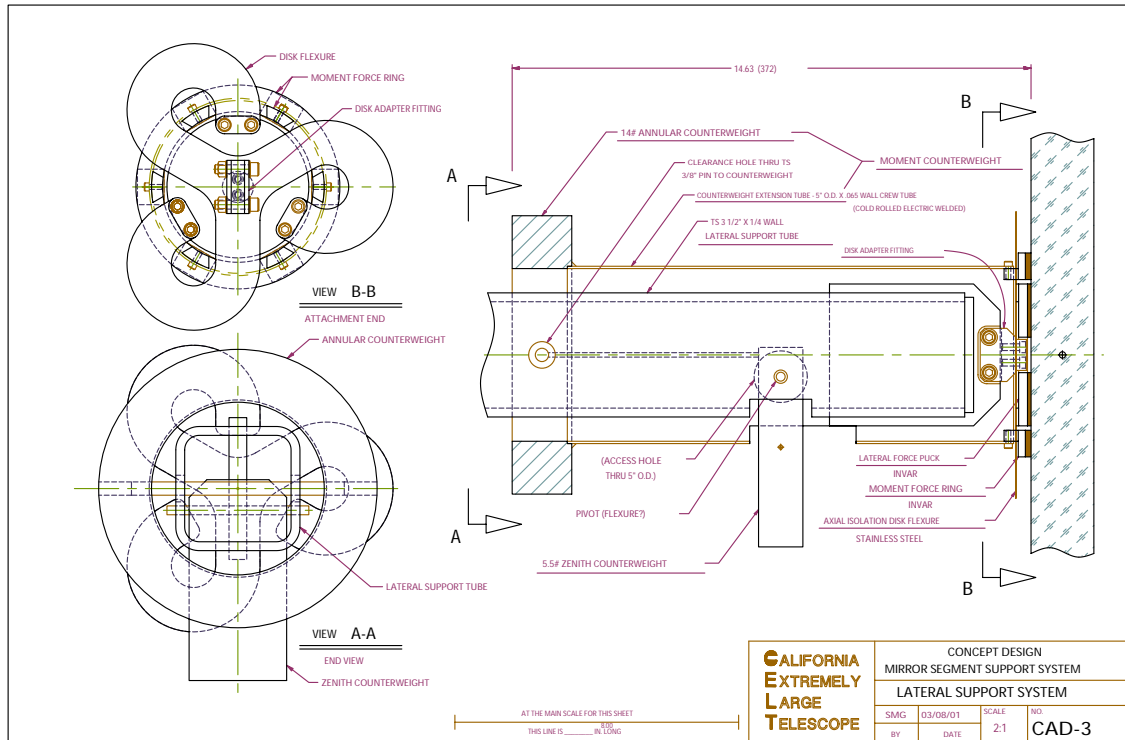 DISK FLEXURE
MOMENT FORCE RING
DISK ADAPTER FITTING
VIEW B-B
ATTACHMENT END
ANNULAR COUNTERWEIGHT
LATERAL SUPPORT TUBE
VIEW A-A
END VIEW
ZENITH COUNTERWEIGHT
14.63 (372)
B
A
14# ANNULAR COUNTERWEIGHT
MOMENT COUNTERWEIGHT
CLEARANCE HOLE THRU TS
3/8" PIN TO COUNTERWEIGHT
COUNTERWEIGHT EXTENSION TUBE - 5" O.D. X .065 WALL CREW TUBE
(COLD ROLLED ELECTRIC WELDED)
TS 3 1/2" X 1/4 WALL
LATERAL SUPPORT TUBE
DISK ADAPTER FITTING
(ACCESS HOLE
THRU 5" O.D.)
PIVOT (FLEXURE?)
5.5# ZENITH COUNTERWEIGHT
LATERAL FORCE PUCK
INVAR
MOMENT FORCE RING
INVAR
AXIAL ISOLATION DISK FLEXURE
STAINLESS STEEL
A
B
AT THE MAIN SCALE FOR THIS SHEET
THIS LINE IS 8.00 IN. LONG
CALIFORNIA
EXTREMELY
LARGE
TELESCOPE
CONCEPT DESIGN
MIRROR SEGMENT SUPPORT SYSTEM
LATERAL SUPPORT SYSTEM
SMG 03/08/01
BY DATE
SCALE
2:1
NO.
CAD-3